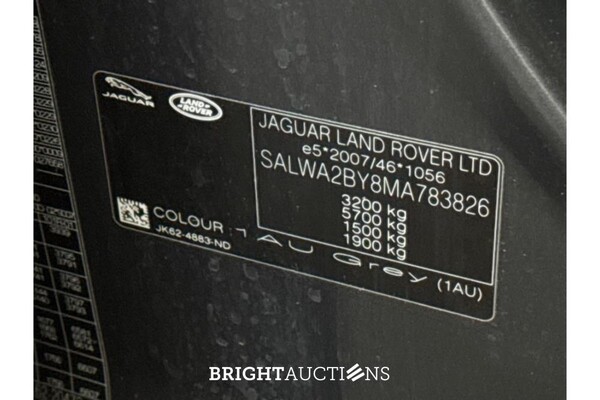 JAGUAR
LAND ROVER
JAGUAR LAND ROVER LTD
e5*2007/46*1056
SALWA2BY8MA783826
3200 kg
5700 kg
1500 kg
1900 kg
COLOUR 1AU Grey (1AU)
JK62-4883-ND
BRIGHTAUCTIONS